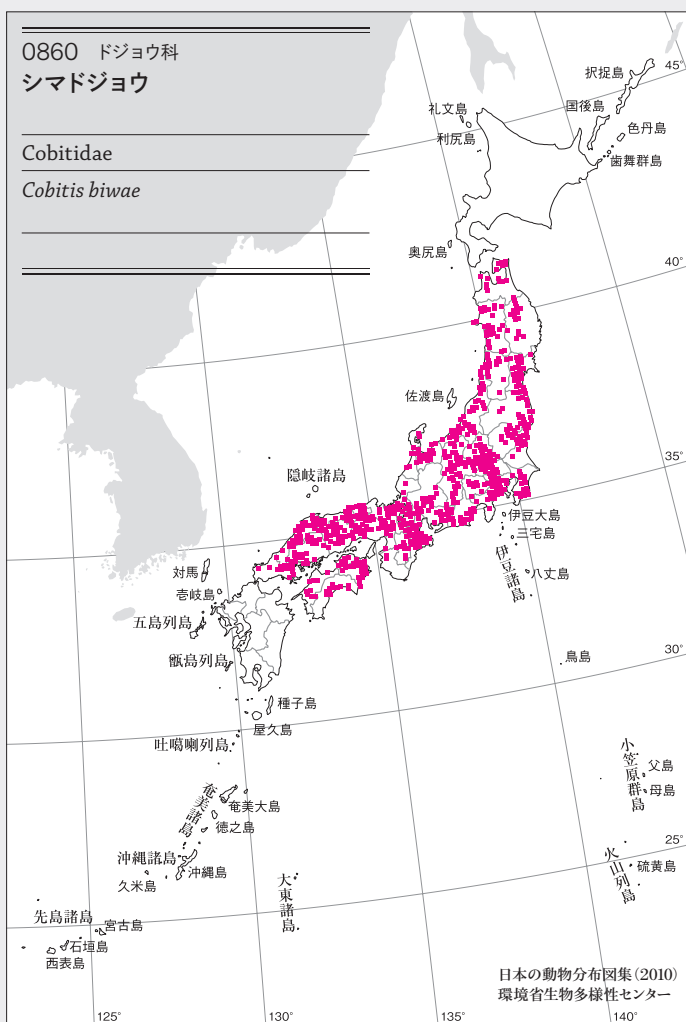 0860 ドジョウ科
シマドジョウ
Cobitidae
Cobitis biwae
45°
択捉島
国後島
礼文島
色丹島
利尻島
歯舞群島
奥尻島
40°
佐渡島
35°
隠岐諸島
伊豆大島
三宅島
伊豆諸島
八丈島
対馬
壱岐島
五島列島
甑島列島
鳥島
30°
種子島
屋久島
吐噶喇列島
小笠原群島
父島
母島
奄美諸島
奄美大島
徳之島
25°
沖縄諸島
沖縄島
久米島
火山列島
硫黄島
大東諸島
先島諸島
宮古島
石垣島
西表島
日本の動物分布図集(2010)
環境省生物多様性センター
125°
130°
135°
140°